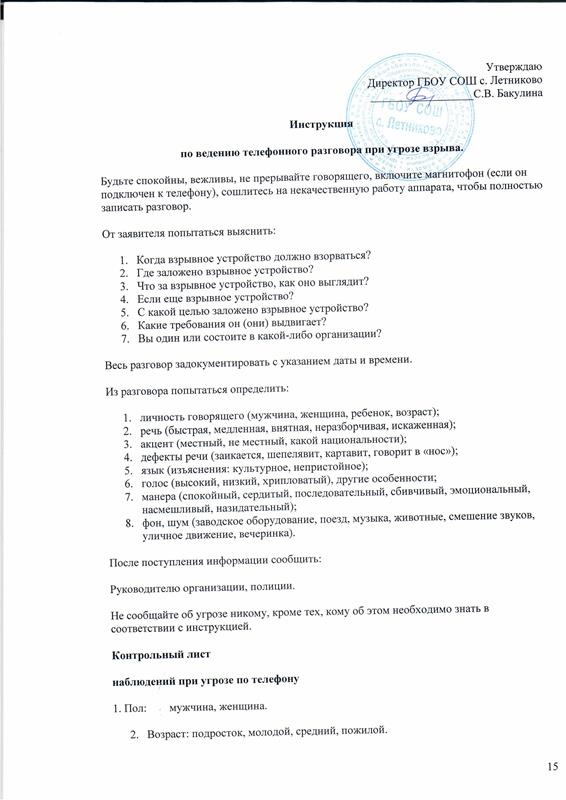 Утверждаю
Директор ГБОУ СОШ с. Летниково
С.В. Бакулина
ГБОУ СОШ
с. Летниково
Инструкция
по ведению телефонного разговора при угрозе взрыва.
Будьте спокойны, вежливы, не прерывайте говорящего, включите магнитофон (если он
подключен к телефону), сошлитесь на некачественную работу аппарата, чтобы полностью
записать разговор.
От заявителя попытаться выяснить:
1. Когда взрывное устройство должно взорваться?
2. Где заложено взрывное устройство?
3. Что за взрывное устройство, как оно выглядит?
4. Если еще взрывное устройство?
5. С какой целью заложено взрывное устройство?
6. Какие требования он (они) выдвигает?
7. Вы один или состоите в какой-либо организации?
Весь разговор задокументировать с указанием даты и времени.
Из разговора попытаться определить:
1. личность говорящего (мужчина, женщина, ребенок, возраст);
2. речь (быстрая, медленная, внятная, неразборчивая, искаженная);
3. акцент (местный, не местный, какой национальности);
4. дефекты речи (заикается, шепелявит, картавит, говорит в «нос»);
5. язык (изъяснения: культурное, непристойное);
6. голос (высокий, низкий, хрипловатый), другие особенности;
7. манера (спокойный, сердитый, последовательный, сбивчивый, эмоциональный,
насмешливый, назидательный);
8. фон, шум (заводское оборудование, поезд, музыка, животные, смешение звуков,
уличное движение, вечеринка).
После поступления информации сообщить:
Руководителю организации, полиции.
Не сообщайте об угрозе никому, кроме тех, кому об этом необходимо знать в
соответствии с инструкцией.
Контрольный лист
наблюдений при угрозе по телефону
1. Пол: мужчина, женщина.
2. Возраст: подросток, молодой, средний, пожилой.
15